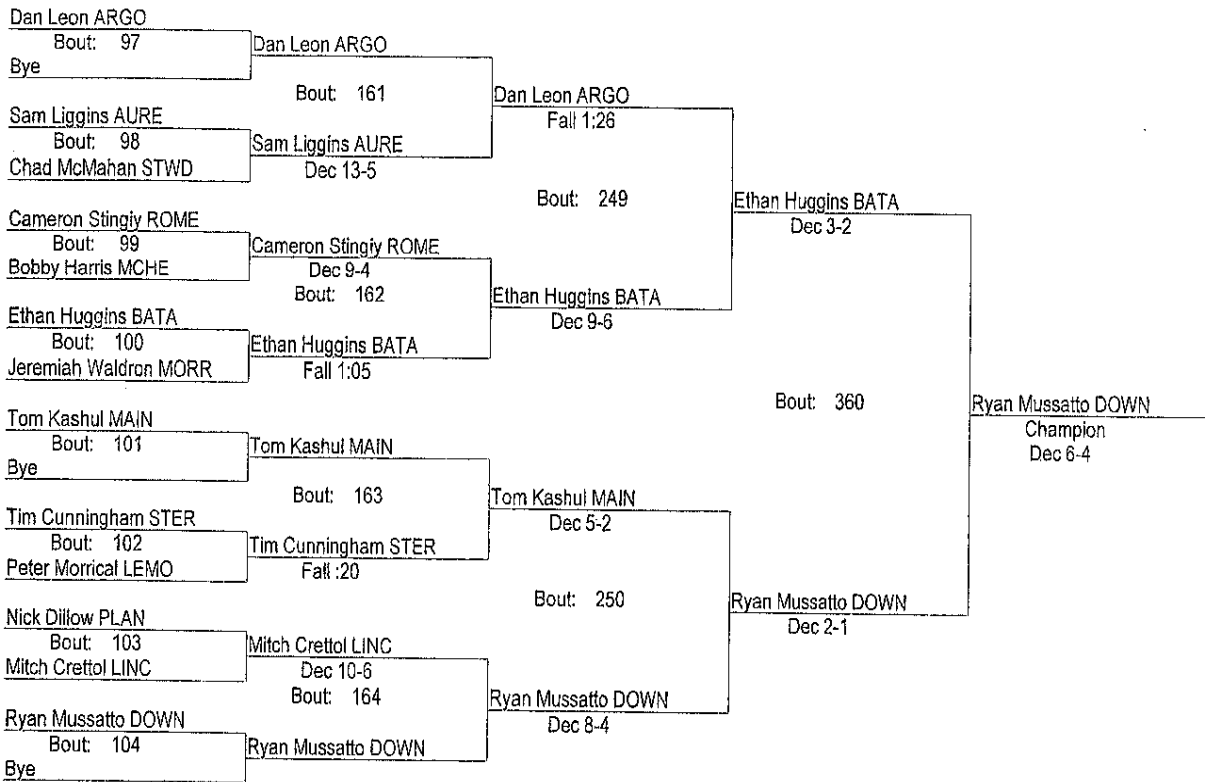 Dan Leon ARGO
Bout: 97
Bye
Dan Leon ARGO
Bout: 161
Sam Liggins AURE
Bout: 98
Chad McMahan STWD
Sam Liggins AURE
Dec 13-5
Dan Leon ARGO
Fall 1:26
Bout: 249
Cameron Stingiy ROME
Bout: 99
Bobby Harris MCHE
Cameron Stingiy ROME
Dec 9-4
Bout: 162
Ethan Huggins BATA
Bout: 100
Jeremiah Waldron MORR
Ethan Huggins BATA
Fall 1:05
Ethan Huggins BATA
Dec 9-6
Ethan Huggins BATA
Dec 3-2
Bout: 360
Ryan Mussatto DOWN
Champion
Dec 6-4
Tom Kashul MAIN
Bout: 101
Bye
Tom Kashul MAIN
Bout: 163
Tim Cunningham STER
Bout: 102
Peter Morrical LEMO
Tim Cunningham STER
Fall :20
Tom Kashul MAIN
Dec 5-2
Bout: 250
Ryan Mussatto DOWN
Dec 2-1
Nick Dillow PLAN
Bout: 103
Mitch Crettol LINC
Mitch Crettol LINC
Dec 10-6
Bout: 164
Ryan Mussatto DOWN
Dec 8-4
Ryan Mussatto DOWN
Bout: 104
Bye
Ryan Mussatto DOWN